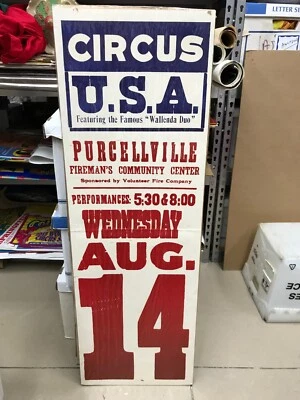 CIRCUS
U.S.A.
Featuring the Famous "Wallenda Duo"
PURCELLVILLE
FIREMAN'S COMMUNITY CENTER
Sponsored by Volunteer Fire Company
PERFORMANCES: 5:30 & 8:00
WEDNESDAY
AUG.
14
LETTER S